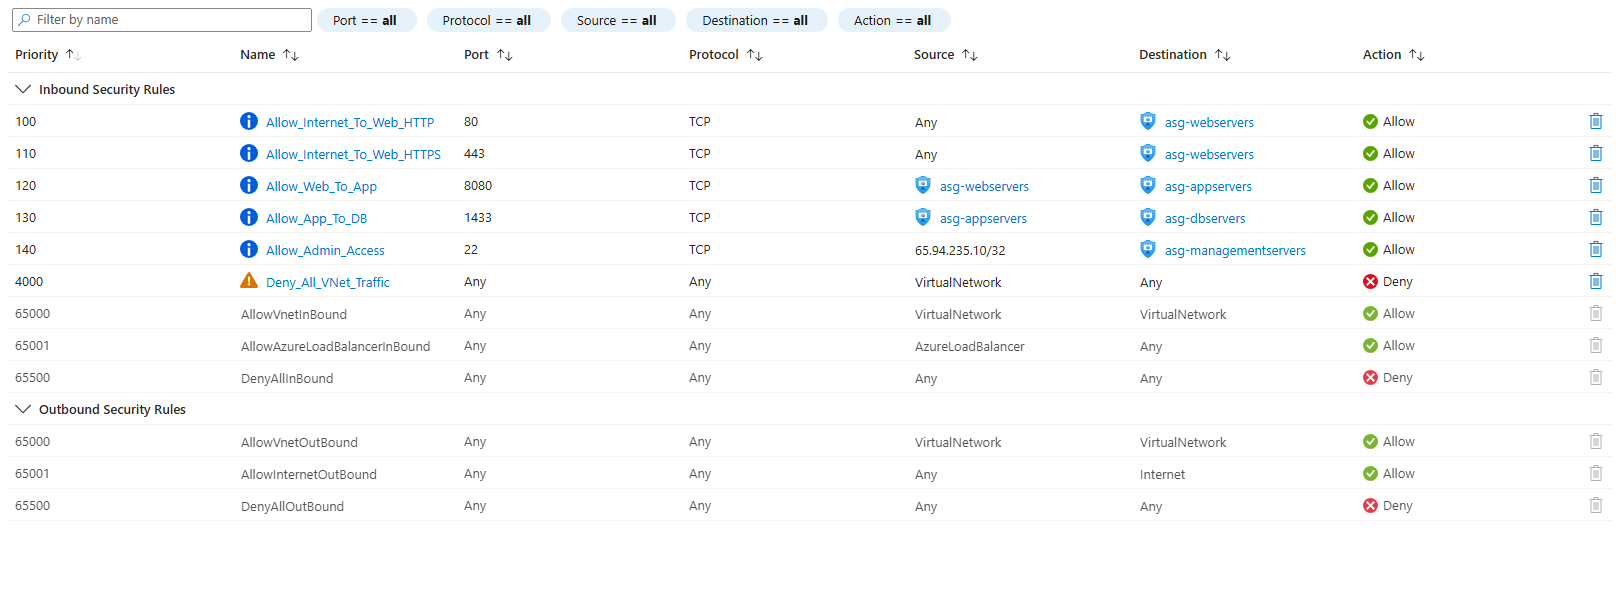 Filter by name Port == all Protocol == all Source == all Destination == all Action == all
Priority Name Port Protocol Source Destination Action
Inbound Security Rules
100 Allow_Internet_To_Web_HTTP 80 TCP Any asg-webservers Allow
110 Allow_Internet_To_Web_HTTPS 443 TCP Any asg-webservers Allow
120 Allow_Web_To_App 8080 TCP asg-webservers asg-appservers Allow
130 Allow_App_To_DB 1433 TCP asg-appservers asg-dbservers Allow
140 Allow_Admin_Access 22 TCP 65.94.235.10/32 asg-managementservers Allow
4000 Deny_All_VNet_Traffic Any Any VirtualNetwork Any Deny
65000 AllowVnetInBound Any Any VirtualNetwork VirtualNetwork Allow
65001 AllowAzureLoadBalancerInBound Any Any AzureLoadBalancer Any Allow
65500 DenyAllInBound Any Any Any Any Deny
Outbound Security Rules
65000 AllowVnetOutBound Any Any VirtualNetwork VirtualNetwork Allow
65001 AllowInternetOutBound Any Any Any Internet Allow
65500 DenyAllOutBound Any Any Any Any Deny